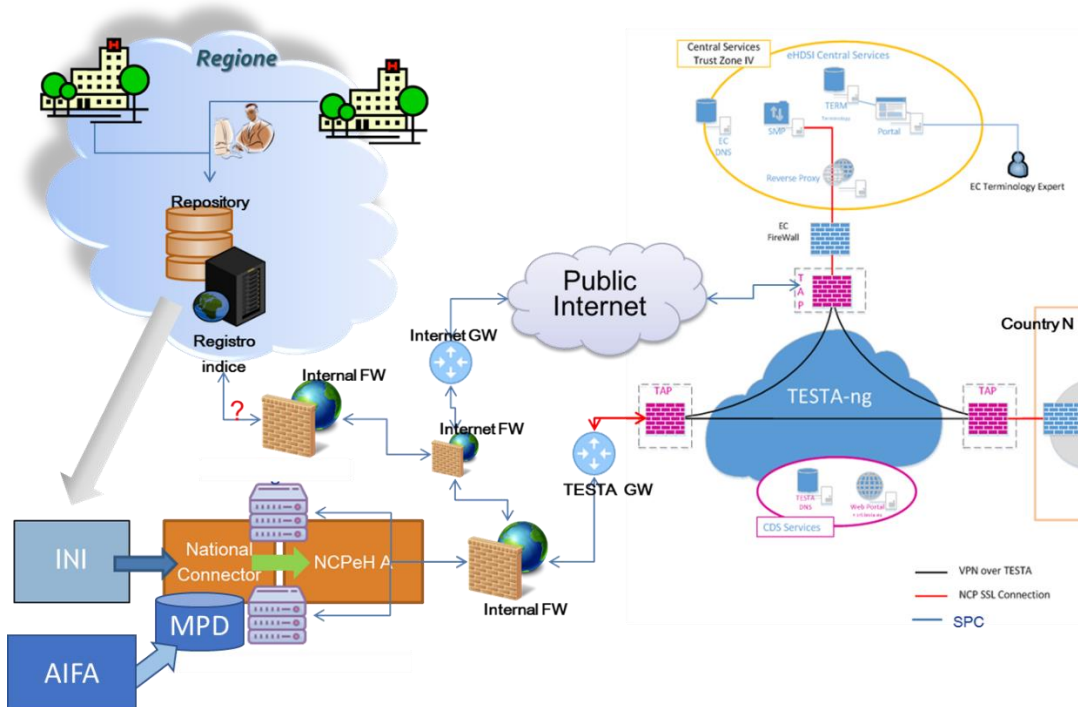 H
H
Regione
Repository
Registro
indice
?
Internal FW
Internet GW
Internet FW
Public
Internet
TESTA GW
Internal FW
INI
National
Connector
NCPeH A
MPD
AIFA
Central Services
Trust Zone IV
eHDSI Central Services
EC
DNS
SMP
TERM
Terminology
Portal
Reverse Proxy
EC Terminology Expert
EC
FireWall
T
A
P
TAP
TESTA-ng
TAP
Country N
TESTA
DNS
Web Portal
CDS Services
VPN over TESTA
NCP SSL Connection
SPC